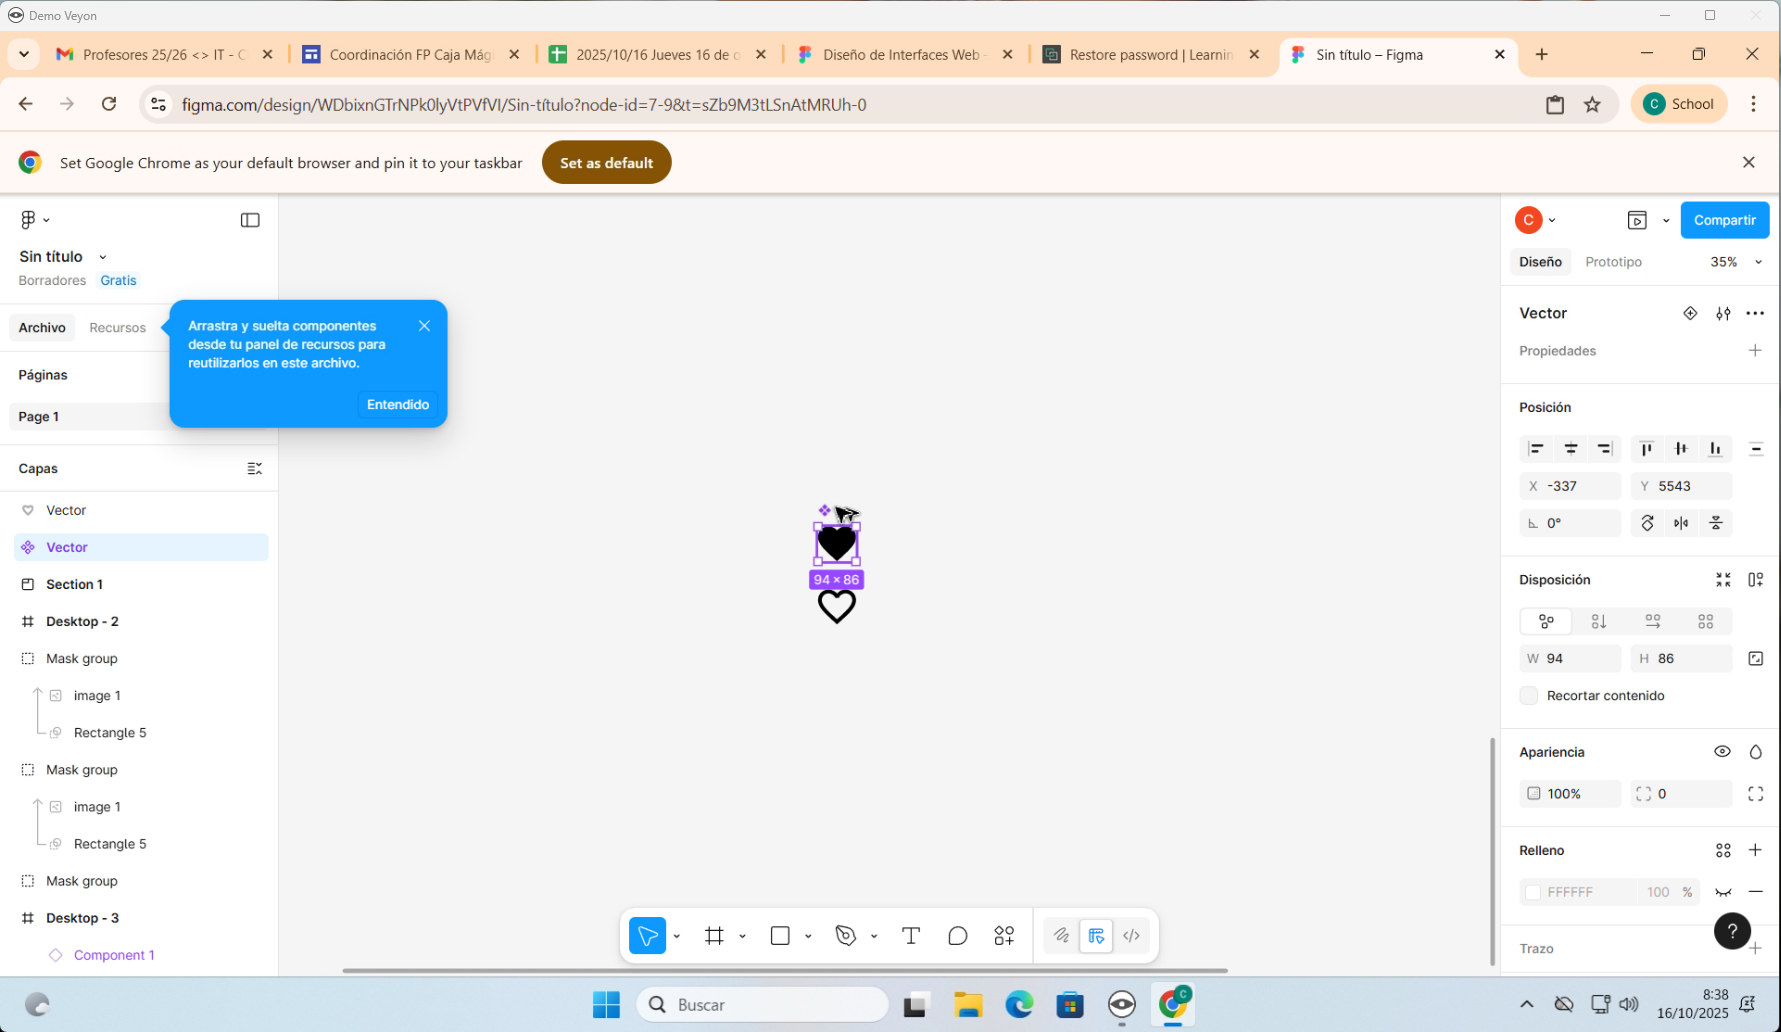 Demo Veyon
Profesores 25/26 <> IT - C
Coordinación FP Caja Mági
2025/10/16 Jueves 16 de o
Diseño de Interfaces Web -
Restore password | Learnin
Sin título – Figma
figma.com/design/WDbixnGTrNPk0lyVtPVfVI/Sin-título?node-id=7-9&t=sZb9M3tLSnAtMRUh-0
C School
Set Google Chrome as your default browser and pin it to your taskbar
Set as default
Sin título
Borradores Gratis
Archivo Recursos
Arrastra y suelta componentes
desde tu panel de recursos para
reutilizarlos en este archivo.
Entendido
Páginas
Page 1
Capas
Vector
Vector
Section 1
Desktop - 2
Mask group
image 1
Rectangle 5
Mask group
image 1
Rectangle 5
Mask group
Desktop - 3
Component 1
94 × 86
C
Compartir
Diseño Prototipo 35%
Vector
Propiedades
Posición
X -337 Y 5543
0°
Disposición
W 94 H 86
Recortar contenido
Apariencia
100% 0
Relleno
FFFFFF 100 %
?
Trazo
Buscar
C
8:38
16/10/2025